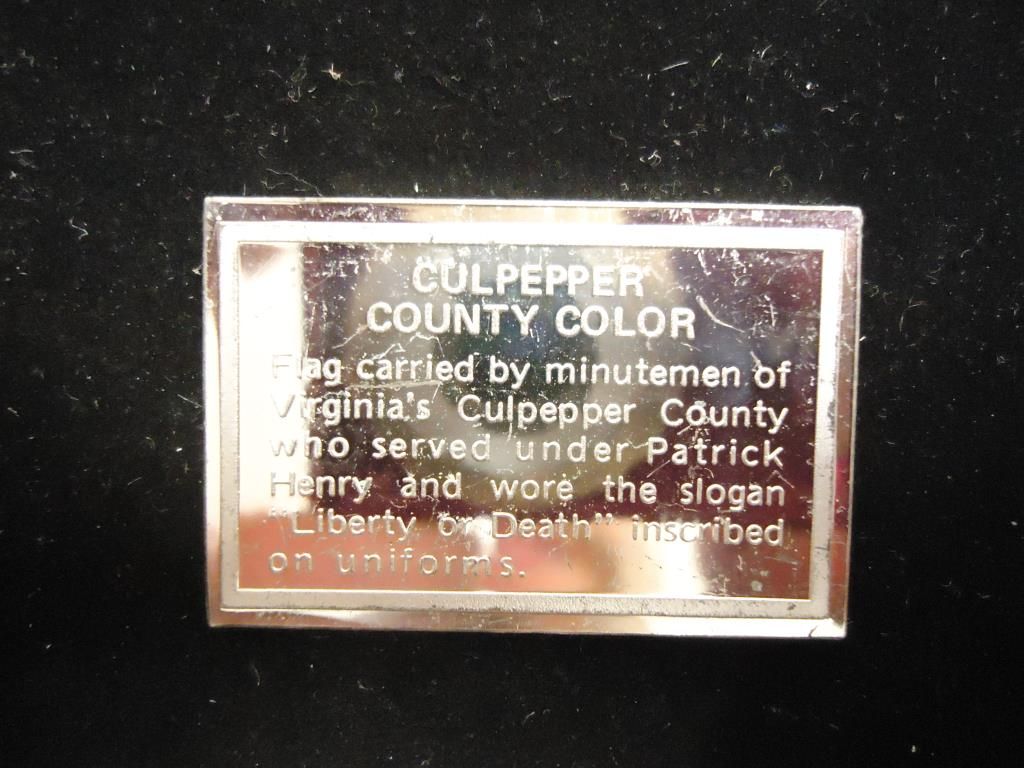 CULPEPPER
COUNTY COLOR
Flag carried by minutemen of
Virginia's Culpepper County
who served under Patrick
Henry and wore the slogan
"Liberty or Death" inscribed
on uniforms.